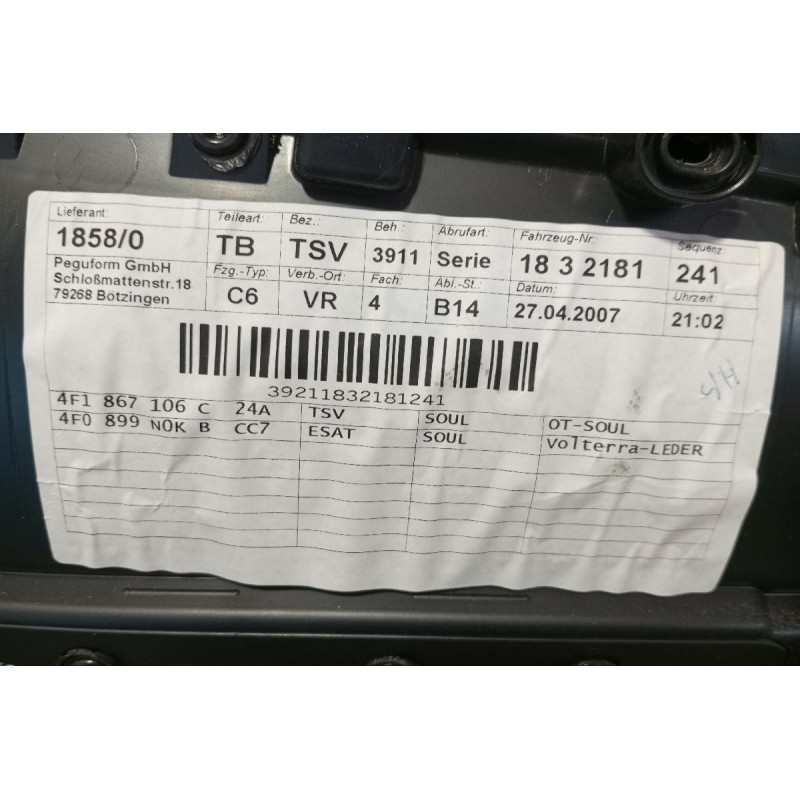 Lieferant: Teileart: Bez.: Beh.: Abrufart: Fahrzeug-Nr.: Sequenz:
1858/0 TB TSV 3911 Serie 18 3 2181 241
Peguform GmbH
Schloßmattenstr.18
79268 Bötzingen
Fzg.-Typ: Verb.-Ort: Fach: Abl.-St.: Datum: Uhrzeit:
C6 VR 4 B14 27.04.2007 21:02
39211832181241
4F1 867 106 C 24A TSV SOUL OT-SOUL
4F0 899 N0K B CC7 ESAT SOUL Volterra-LEDER